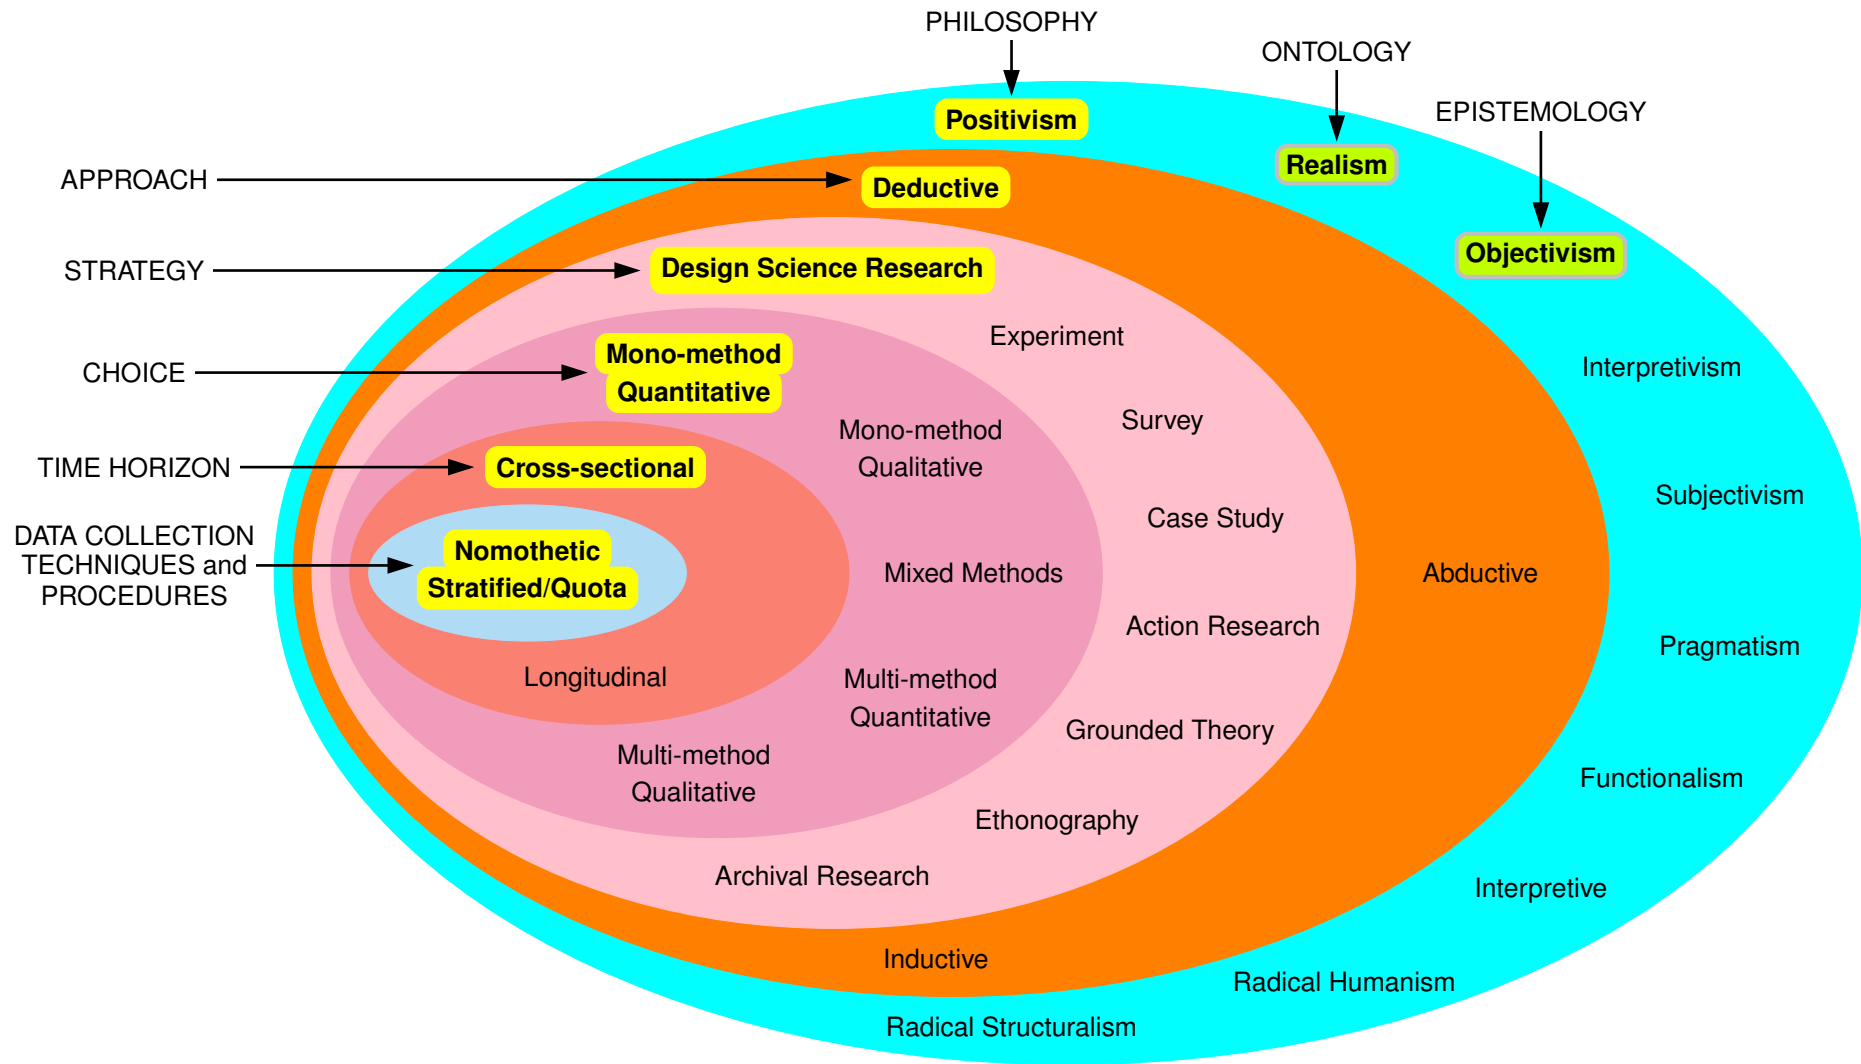 PHILOSOPHY
ONTOLOGY
EPISTEMOLOGY
Positivism
Realism
Objectivism
APPROACH
Deductive
STRATEGY
Design Science Research
Experiment
CHOICE
Mono-method
Quantitative
Interpretivism
Survey
Mono-method
Qualitative
TIME HORIZON
Cross-sectional
Subjectivism
Case Study
DATA COLLECTION
TECHNIQUES and
PROCEDURES
Nomothetic
Stratified/Quota
Mixed Methods
Abductive
Action Research
Pragmatism
Longitudinal
Multi-method
Quantitative
Grounded Theory
Multi-method
Qualitative
Functionalism
Ethonography
Archival Research
Interpretive
Inductive
Radical Humanism
Radical Structuralism